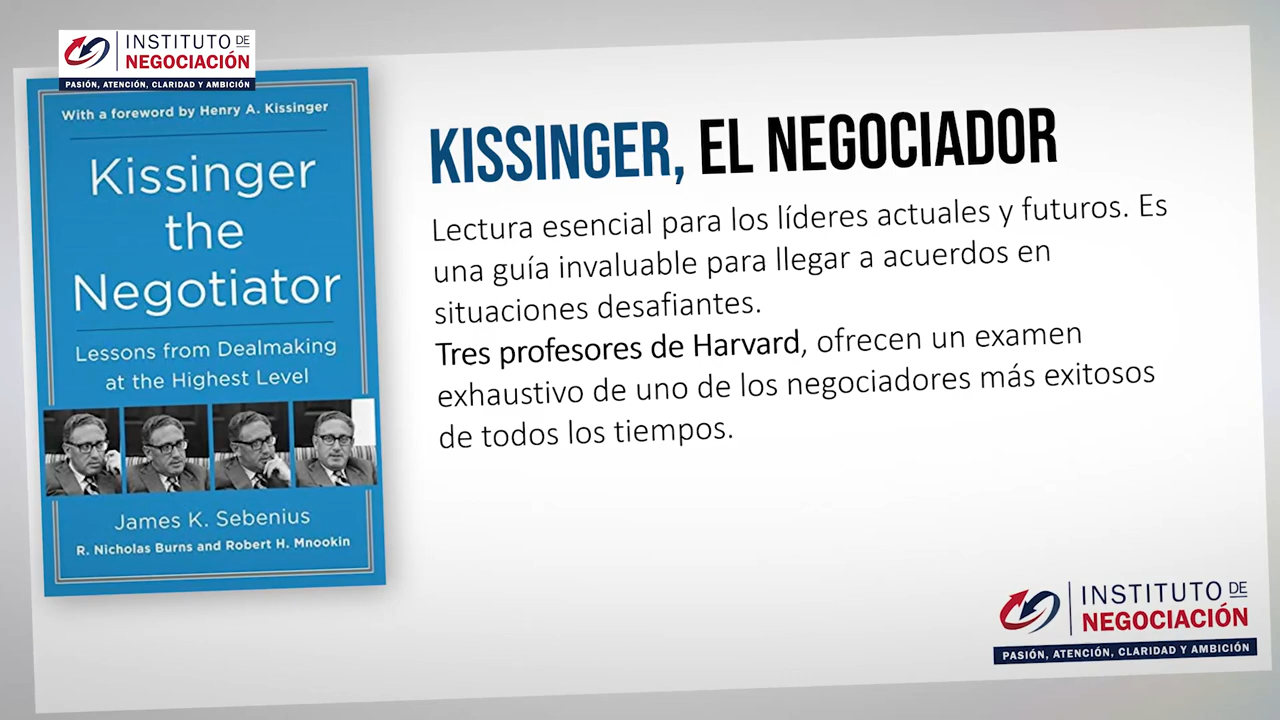 INSTITUTO DE
NEGOCIACIÓN
PASIÓN, ATENCIÓN, CLARIDAD Y AMBICIÓN
With a foreword by Henry A. Kissinger
Kissinger
the
Negotiator
Lessons from Dealmaking
at the Highest Level
James K. Sebenius
R. Nicholas Burns and Robert H. Mnookin
KISSINGER, EL NEGOCIADOR
Lectura esencial para los líderes actuales y futuros. Es
una guía invaluable para llegar a acuerdos en
situaciones desafiantes.
Tres profesores de Harvard, ofrecen un examen
exhaustivo de uno de los negociadores más exitosos
de todos los tiempos.
INSTITUTO DE
NEGOCIACIÓN
PASIÓN, ATENCIÓN, CLARIDAD Y AMBICIÓN